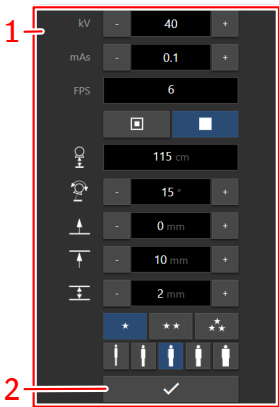 1
kV - 40 +
mAs - 0.1 +
FPS 6
115 cm
- 15 ° +
- 0 mm +
- 10 mm +
- 2 mm +
2